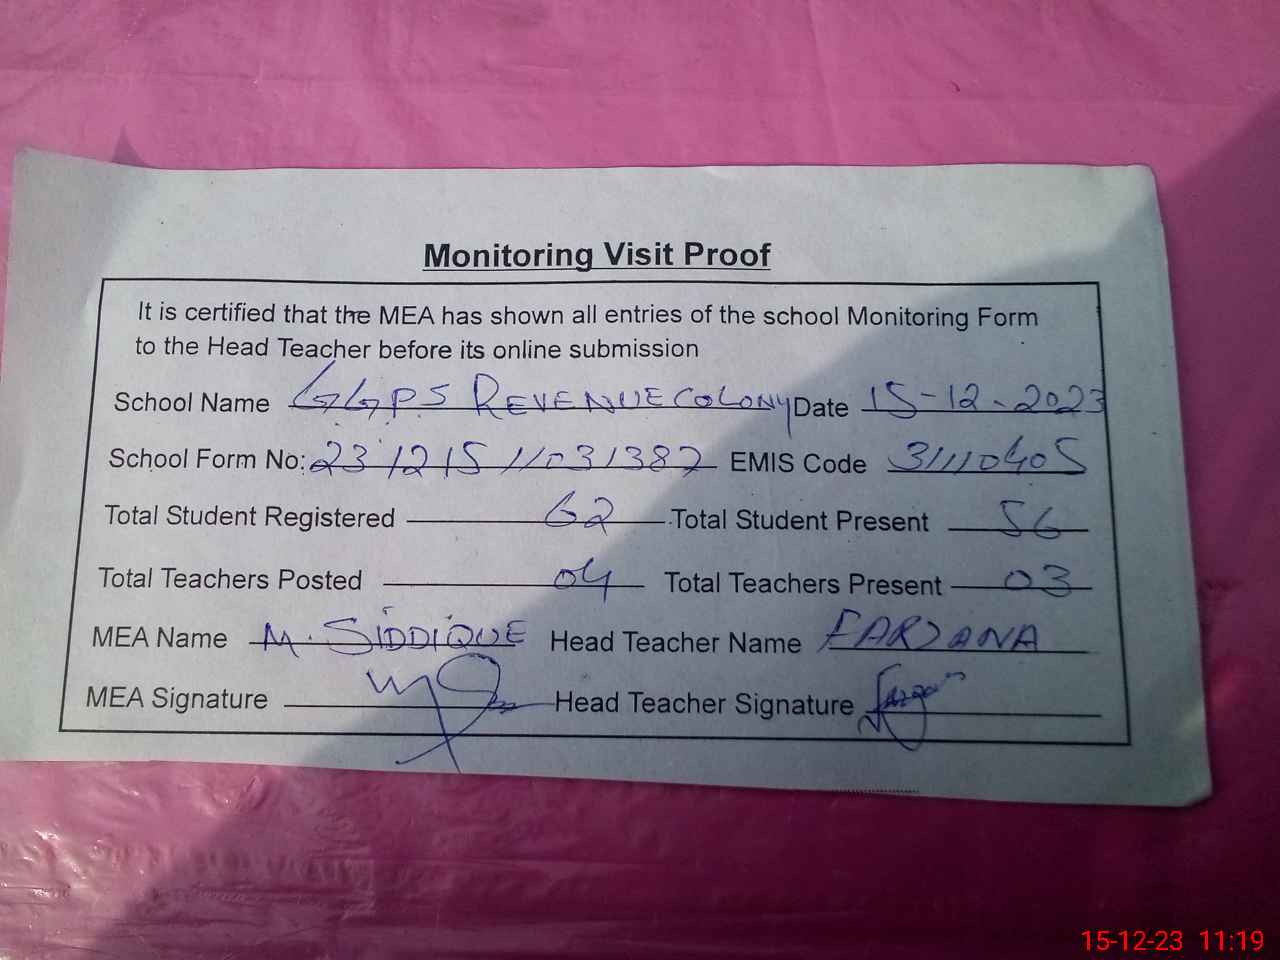 Monitoring Visit Proof
It is certified that the MEA has shown all entries of the school Monitoring Form
to the Head Teacher before its online submission
School Name GGPS REVENUE COLONY Date 15-12-2023
School Form No: 23121511031387 EMIS Code 31110405
Total Student Registered 62 Total Student Present 56
Total Teachers Posted 04 Total Teachers Present 03
MEA Name M. SIDDIQUE Head Teacher Name FARZANA
MEA Signature Head Teacher Signature
15-12-23 11:19